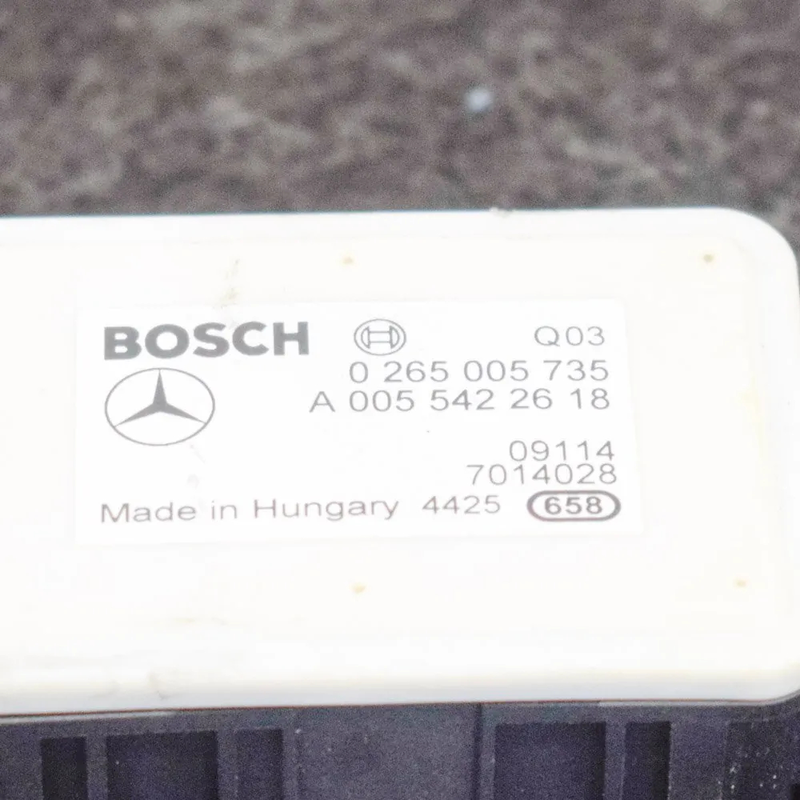 BOSCH Q03
0 265 005 735
A 005 542 26 18
09114
7014028
Made in Hungary 4425 658